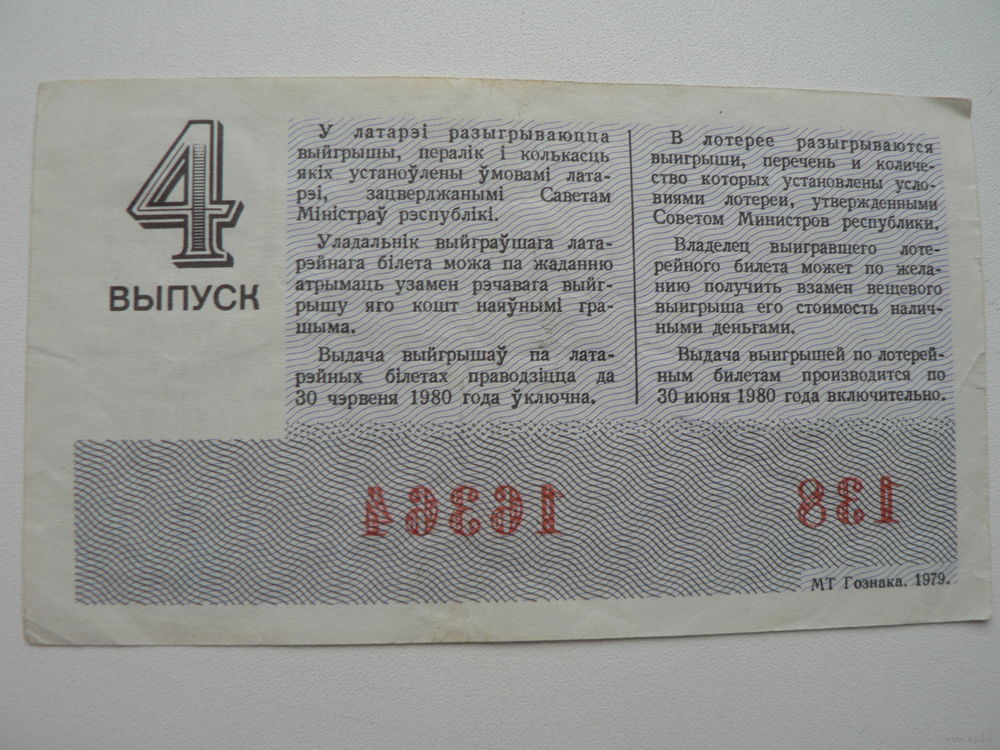 4
ВЫПУСК
У латарэі разыгрываюцца
выйгрышы, пералік і колькасць
якіх устаноўлены ўмовамі лата-
рэі, зацверджанымі Саветам
Міністраў рэспублікі.
Уладальнік выйграўшага лата-
рэйнага білета можа па жаданню
атрымаць узамен рэчавага выйг-
рышу яго кошт наяўнымі гра-
шыма.
Выдача выйгрышаў па лата-
рэйных білетах праводзіцца да
30 чэрвеня 1980 года ўключна.
В лотерее разыгрываются
выигрыши, перечень и количе-
ство которых установлены усло-
виями лотереи, утвержденными
Советом Министров республики.
Владелец выигравшего лоте-
рейного билета может по жела-
нию получить взамен вещевого
выигрыша его стоимость налич-
ными деньгами.
Выдача выигрышей по лотерей-
ным билетам производится по
30 июня 1980 года включительно.
16364
138
МТ Гознака. 1979.